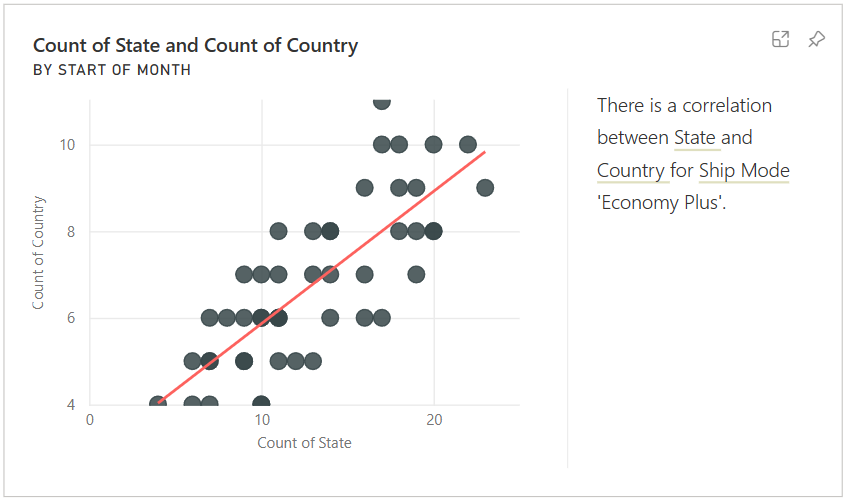 Count of State and Count of Country
BY START OF MONTH
There is a correlation
between State and
Country for Ship Mode
'Economy Plus'.
Count of Country
10
8
6
4
0
10
20
Count of State